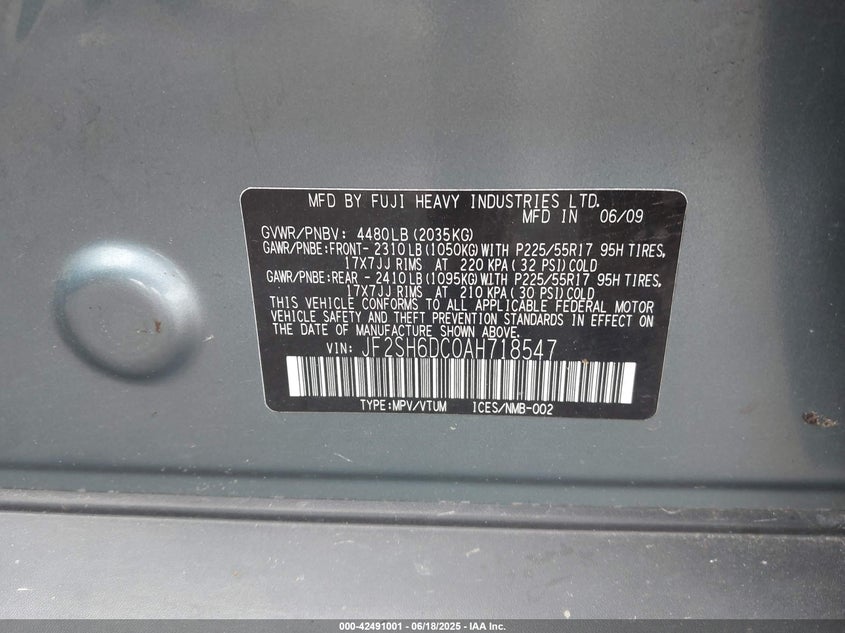 MFD BY FUJI HEAVY INDUSTRIES LTD.
MFD IN 06/09
GVWR/PNBV: 4480LB (2035KG)
GAWR/PNBE:FRONT- 2310LB (1050KG) WITH P225/55R17 95H TIRES,
17X7JJ RIMS AT 220 KPA (32 PSI) COLD
GAWR/PNBE:REAR - 2410LB (1095KG) WITH P225/55R17 95H TIRES,
17X7JJ RIMS AT 210 KPA (30 PSI) COLD
THIS VEHICLE CONFORMS TO ALL APPLICABLE FEDERAL MOTOR
VEHICLE SAFETY AND THEFT PREVENTION STANDARDS IN EFFECT ON
THE DATE OF MANUFACTURE SHOWN ABOVE.
VIN: JF2SH6DC0AH718547
TYPE:MPV/VTUM ICES/NMB-002
000-42491001 - 06/18/2025 - IAA Inc.